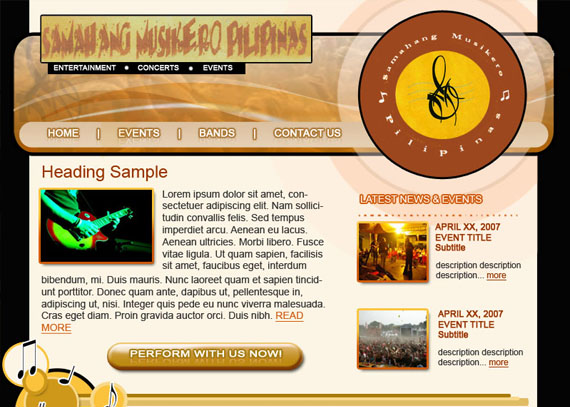 SAMAHANG MUSIKERO PILIPINAS
ENTERTAINMENT • CONCERTS • EVENTS
Samahang Musikero
Pilipinas
HOME | EVENTS | BANDS | CONTACT US
Heading Sample
Lorem ipsum dolor sit amet, con-
sectetuer adipiscing elit. Nam sollici-
tudin convallis felis. Sed tempus
imperdiet arcu. Aenean eu lacus.
Aenean ultricies. Morbi libero. Fusce
vitae ligula. Ut quam sapien, facilisis
sit amet, faucibus eget, interdum
bibendum, mi. Duis mauris. Nunc laoreet quam et sapien tincid-
unt porttitor. Donec quam ante, dapibus ut, pellentesque in,
adipiscing ut, nisi. Integer quis pede eu nunc viverra malesuada.
Cras eget diam. Proin gravida auctor orci. Duis nibh. READ
MORE
PERFORM WITH US NOW!
LATEST NEWS & EVENTS
APRIL XX, 2007
EVENT TITLE
Subtitle
description description
description... more
APRIL XX, 2007
EVENT TITLE
Subtitle
description description
description... more